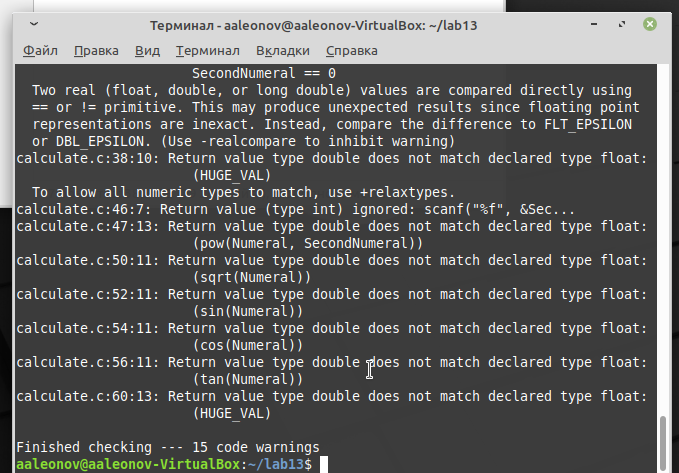 Терминал - aaleonov@aaleonov-VirtualBox: ~/lab13
Файл Правка Вид Терминал Вкладки Справка
SecondNumeral == 0
Two real (float, double, or long double) values are compared directly using
== or != primitive. This may produce unexpected results since floating point
representations are inexact. Instead, compare the difference to FLT_EPSILON
or DBL_EPSILON. (Use -realcompare to inhibit warning)
calculate.c:38:10: Return value type double does not match declared type float:
(HUGE_VAL)
To allow all numeric types to match, use +relaxtypes.
calculate.c:46:7: Return value (type int) ignored: scanf("%f", &Sec...
calculate.c:47:13: Return value type double does not match declared type float:
(pow(Numeral, SecondNumeral))
calculate.c:50:11: Return value type double does not match declared type float:
(sqrt(Numeral))
calculate.c:52:11: Return value type double does not match declared type float:
(sin(Numeral))
calculate.c:54:11: Return value type double does not match declared type float:
(cos(Numeral))
calculate.c:56:11: Return value type double does not match declared type float:
(tan(Numeral))
calculate.c:60:13: Return value type double does not match declared type float:
(HUGE_VAL)
Finished checking --- 15 code warnings
aaleonov@aaleonov-VirtualBox:~/lab13$